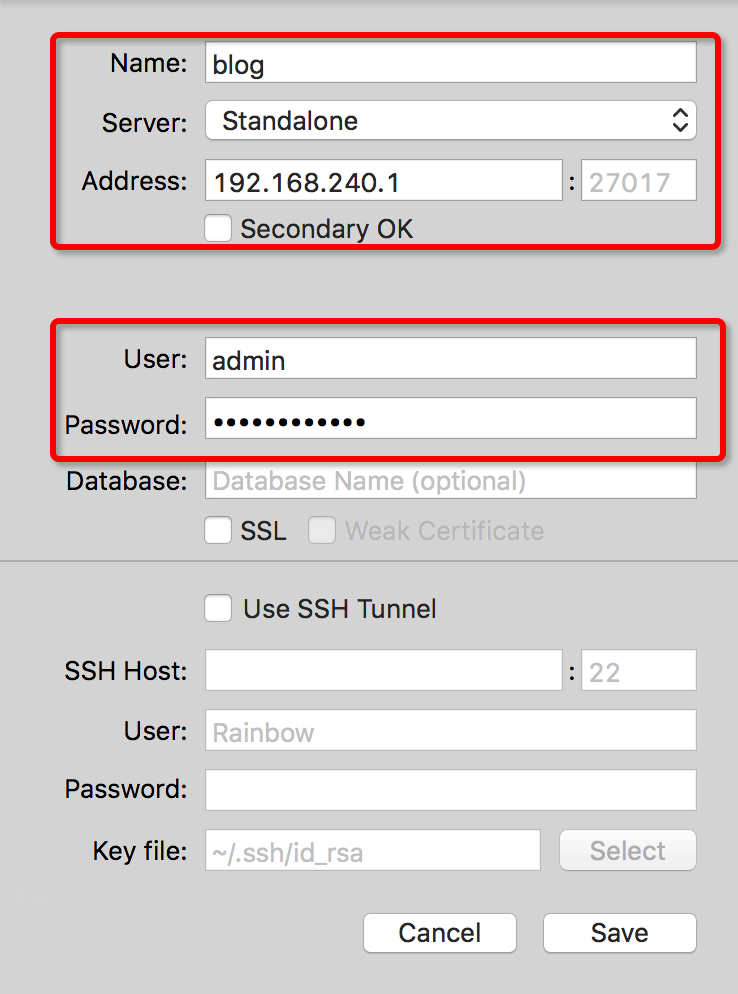 Name: blog
Server: Standalone
Address: 192.168.240.1 : 27017
Secondary OK
User: admin
Password: ••••••••••••
Database: Database Name (optional)
SSL Weak Certificate
Use SSH Tunnel
SSH Host: : 22
User: Rainbow
Password:
Key file: ~/.ssh/id_rsa Select
Cancel Save